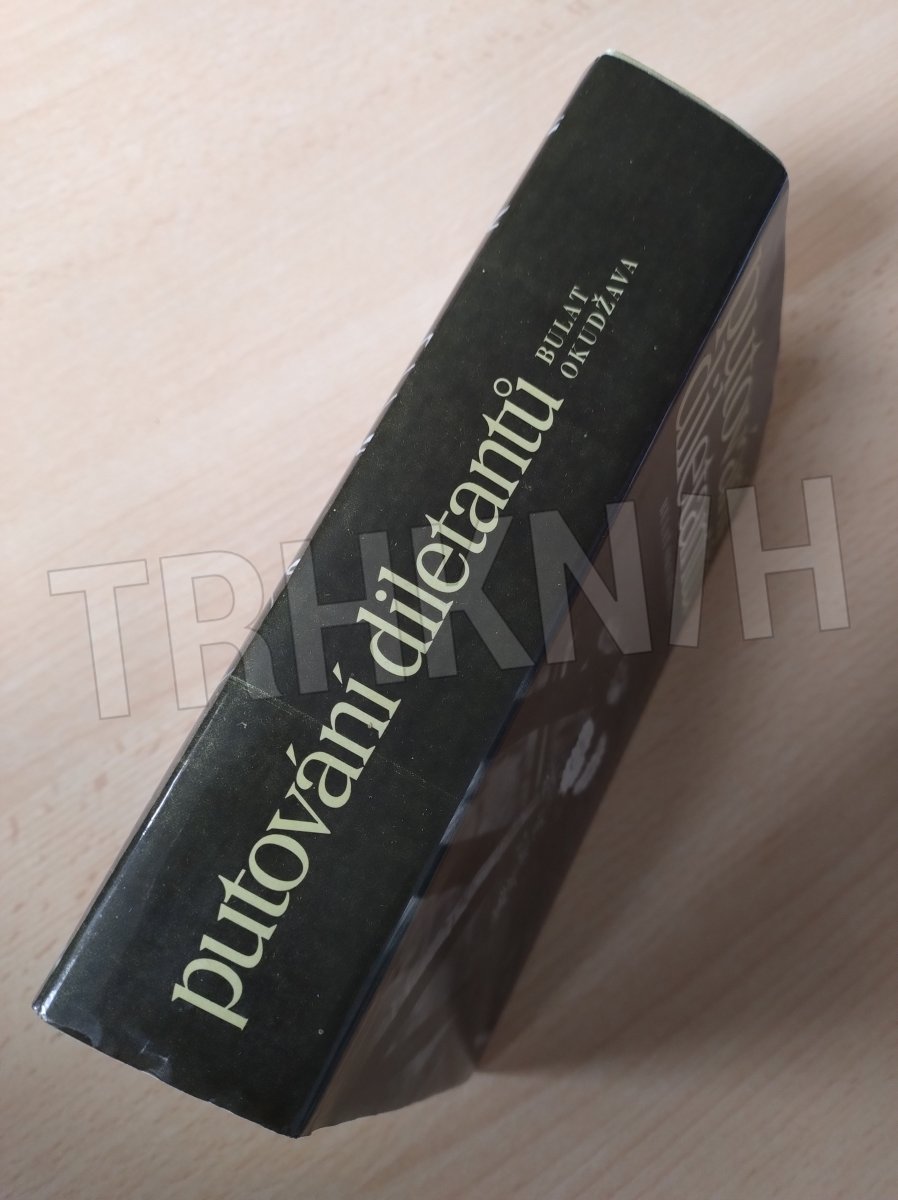 putování diletantů
BULAT
OKUDŽAVA
TRHKNIH